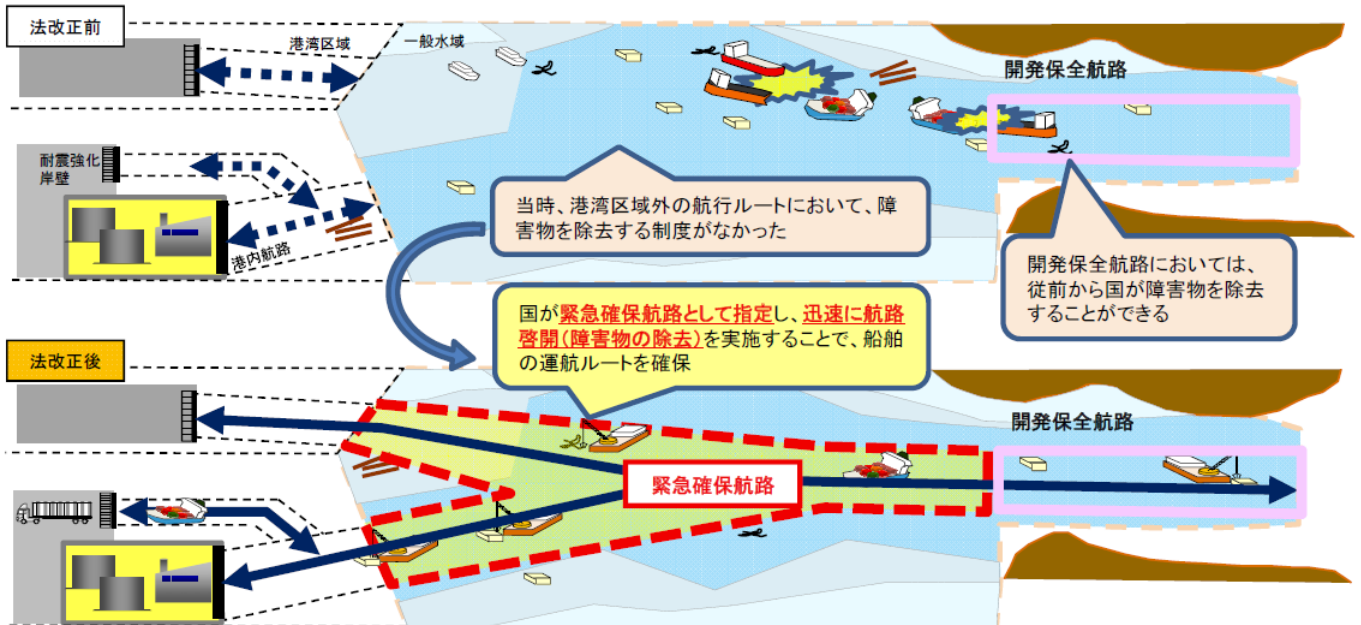 法改正前
港湾区域
一般水域
開発保全航路
耐震強化
岸壁
港内航路
当時、港湾区域外の航行ルートにおいて、障
害物を除去する制度がなかった
開発保全航路においては、
従前から国が障害物を除去
することができる
国が緊急確保航路として指定し、迅速に航路
啓開(障害物の除去)を実施することで、船舶
の運航ルートを確保
法改正後
開発保全航路
緊急確保航路